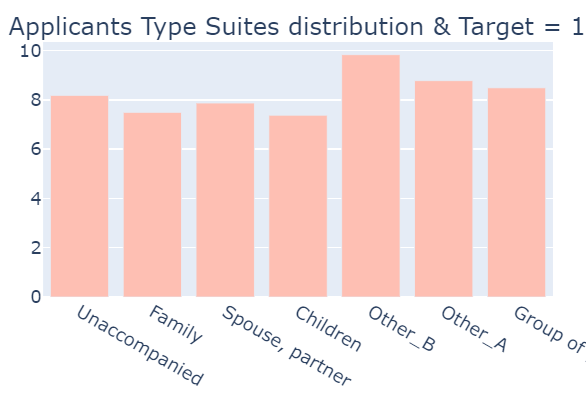 Applicants Type Suites distribution & Target = 1
10
8
6
4
2
0
Unaccompanied
Family
Spouse, partner
Children
Other_B
Other_A
Group of